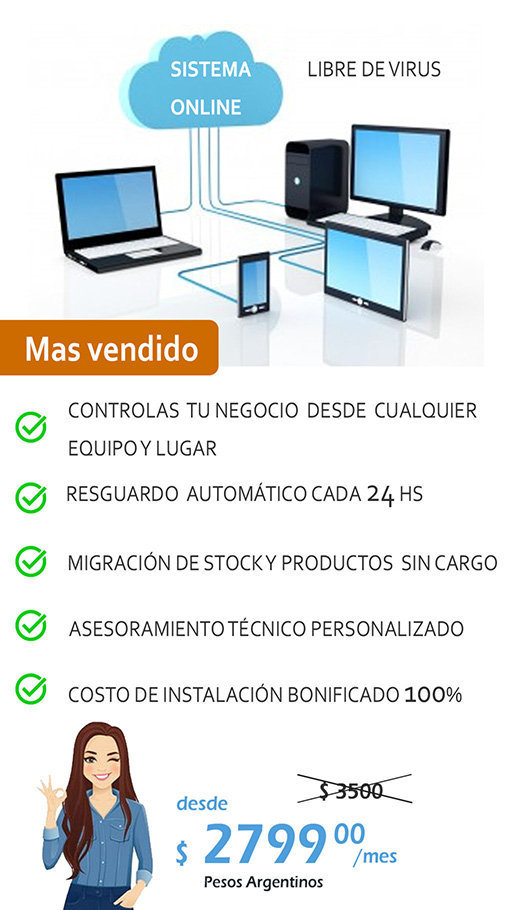 SISTEMA
ONLINE
LIBRE DE VIRUS
Mas vendido
CONTROLAS TU NEGOCIO DESDE CUALQUIER
EQUIPO Y LUGAR
RESGUARDO AUTOMÁTICO CADA 24 HS
MIGRACIÓN DE STOCK Y PRODUCTOS SIN CARGO
ASESORAMIENTO TÉCNICO PERSONALIZADO
COSTO DE INSTALACIÓN BONIFICADO 100%
$ 3500
desde
$ 2799 00 /mes
Pesos Argentinos